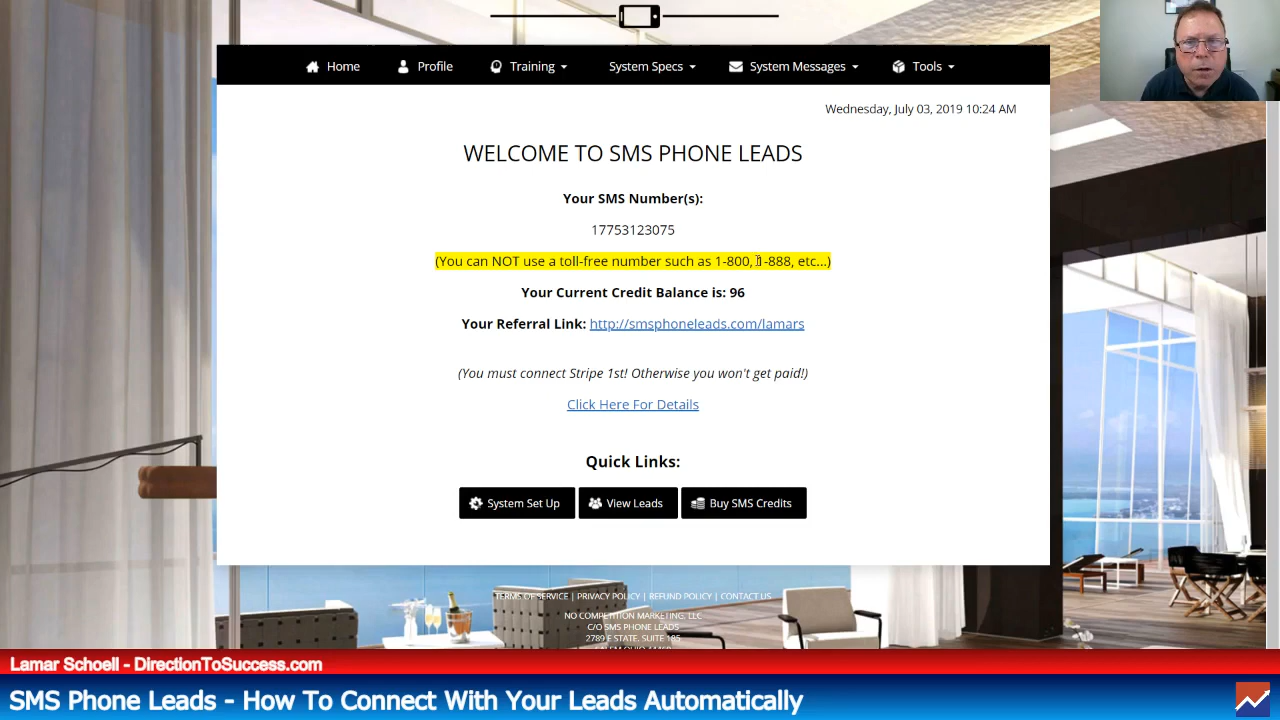 Home Profile Training System Specs System Messages Tools
Wednesday, July 03, 2019 10:24 AM
WELCOME TO SMS PHONE LEADS
Your SMS Number(s):
17753123075
(You can NOT use a toll-free number such as 1-800, 1-888, etc...)
Your Current Credit Balance is: 96
Your Referral Link: http://smsphoneleads.com/lamars
(You must connect Stripe 1st! Otherwise you won't get paid!)
Click Here For Details
Quick Links:
System Set Up View Leads Buy SMS Credits
TERMS OF SERVICE | PRIVACY POLICY | REFUND POLICY | CONTACT US
NO COMPETITION MARKETING, LLC
C/O SMS PHONE LEADS
2789 E STATE, SUITE 185
Lamar Schoell - DirectionToSuccess.com
SMS Phone Leads - How To Connect With Your Leads Automatically